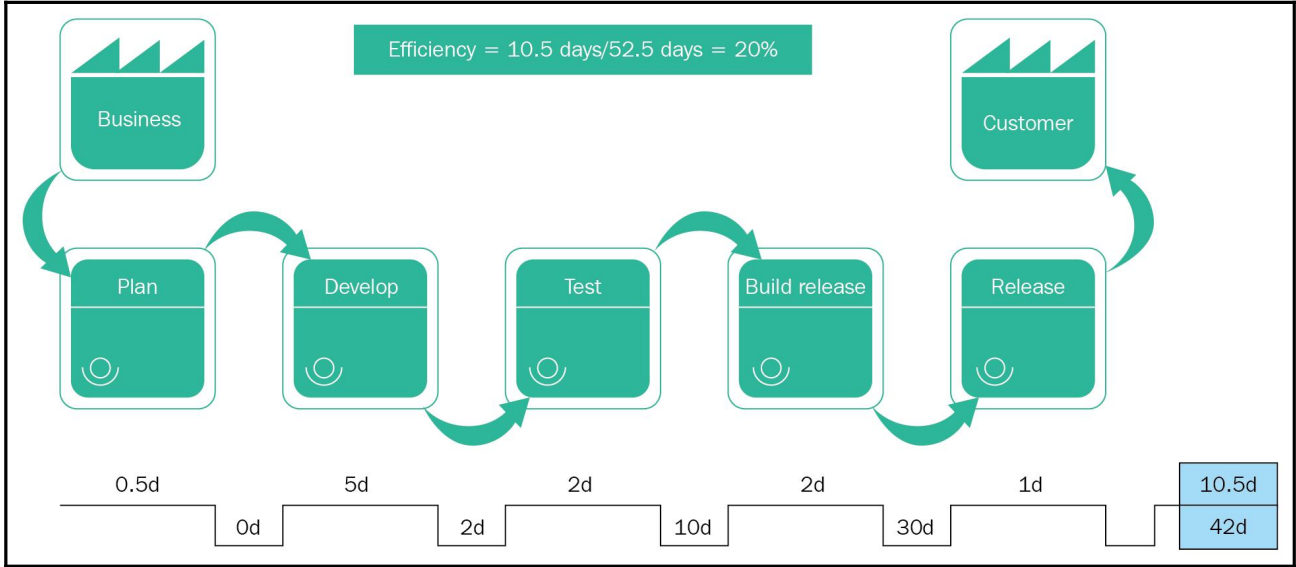 Efficiency = 10.5 days/52.5 days = 20%
Business
Customer
Plan
Develop
Test
Build release
Release
0.5d
5d
2d
2d
1d
10.5d
0d
2d
10d
30d
42d